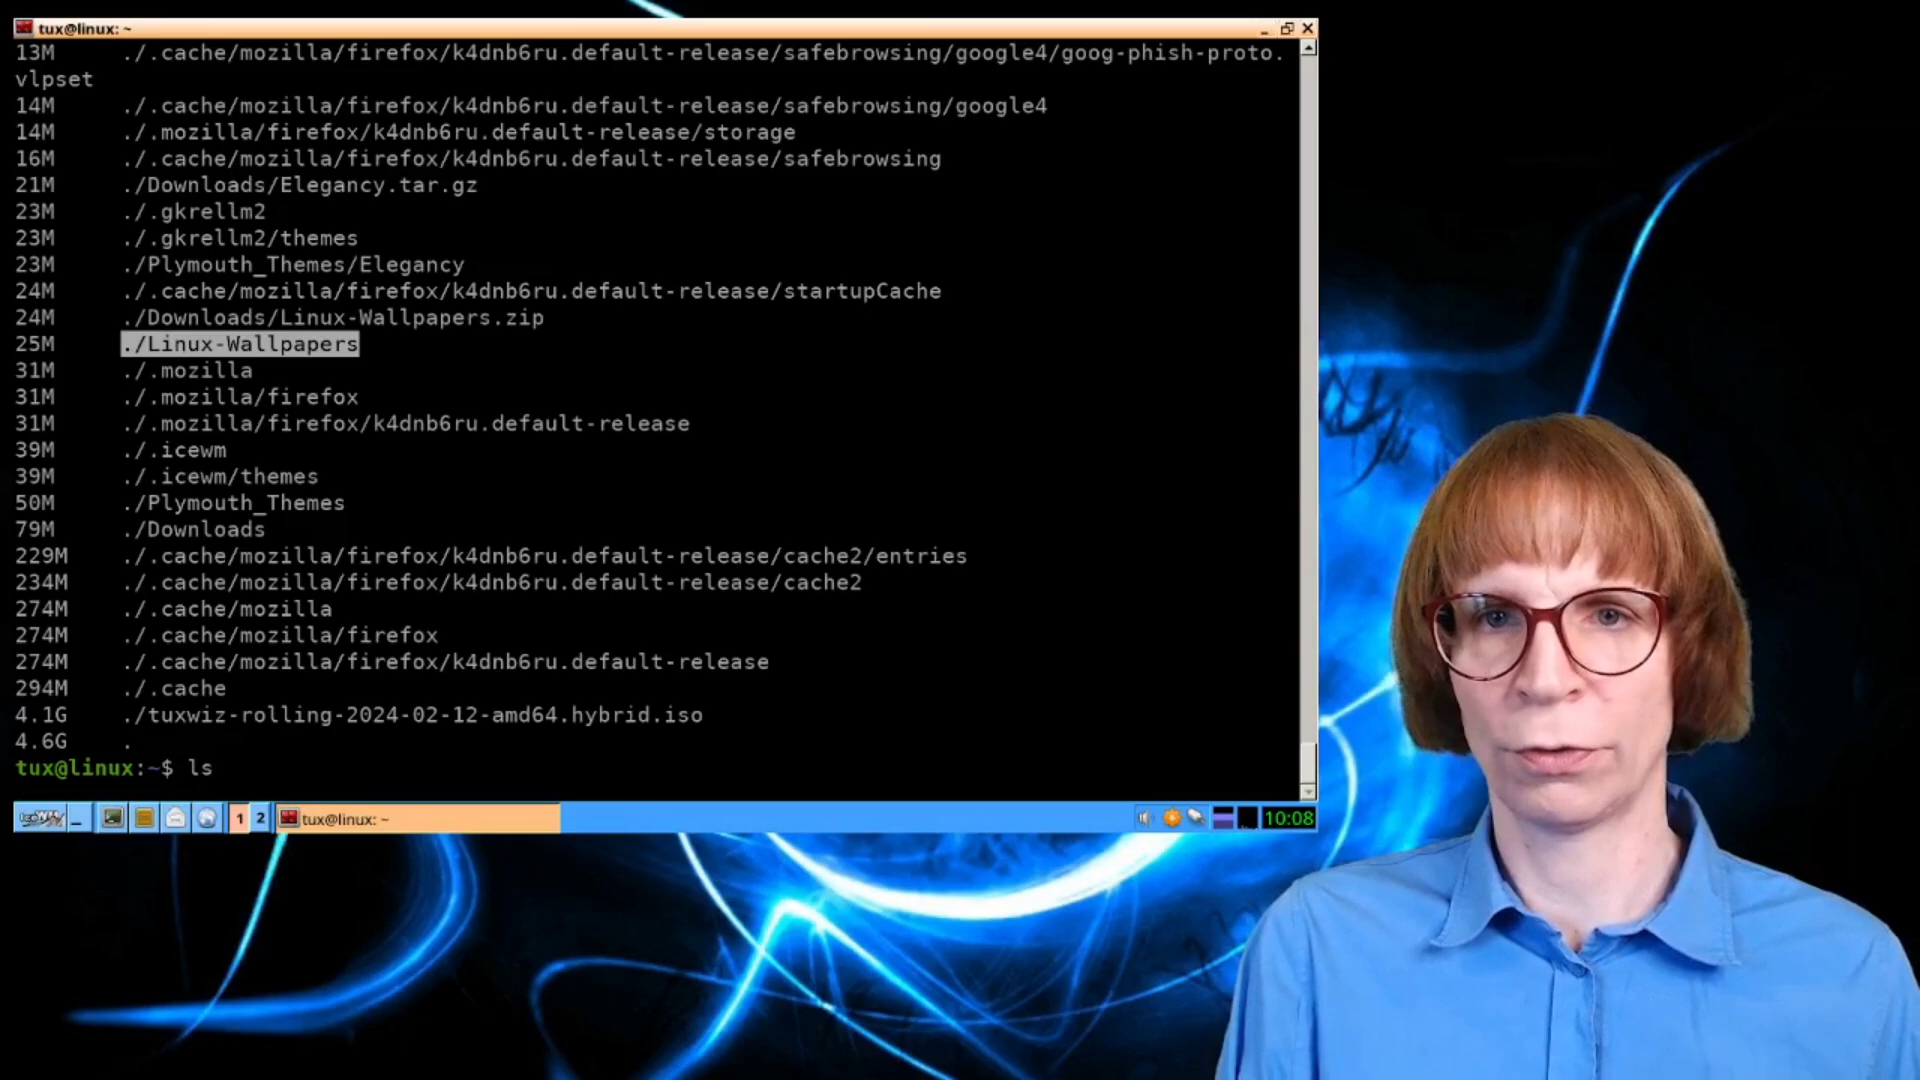 tux@linux: ~
13M ./.cache/mozilla/firefox/k4dnb6ru.default-release/safebrowsing/google4/goog-phish-proto.
vlpset
14M ./.cache/mozilla/firefox/k4dnb6ru.default-release/safebrowsing/google4
14M ./.mozilla/firefox/k4dnb6ru.default-release/storage
16M ./.cache/mozilla/firefox/k4dnb6ru.default-release/safebrowsing
21M ./Downloads/Elegancy.tar.gz
23M ./.gkrellm2
23M ./.gkrellm2/themes
23M ./Plymouth_Themes/Elegancy
24M ./.cache/mozilla/firefox/k4dnb6ru.default-release/startupCache
24M ./Downloads/Linux-Wallpapers.zip
25M ./Linux-Wallpapers
31M ./.mozilla
31M ./.mozilla/firefox
31M ./.mozilla/firefox/k4dnb6ru.default-release
39M ./.icewm
39M ./.icewm/themes
50M ./Plymouth_Themes
79M ./Downloads
229M ./.cache/mozilla/firefox/k4dnb6ru.default-release/cache2/entries
234M ./.cache/mozilla/firefox/k4dnb6ru.default-release/cache2
274M ./.cache/mozilla
274M ./.cache/mozilla/firefox
274M ./.cache/mozilla/firefox/k4dnb6ru.default-release
294M ./.cache
4.1G ./tuxwiz-rolling-2024-02-12-amd64.hybrid.iso
4.6G .
tux@linux:~$ ls
1 2 tux@linux: ~ 10:08